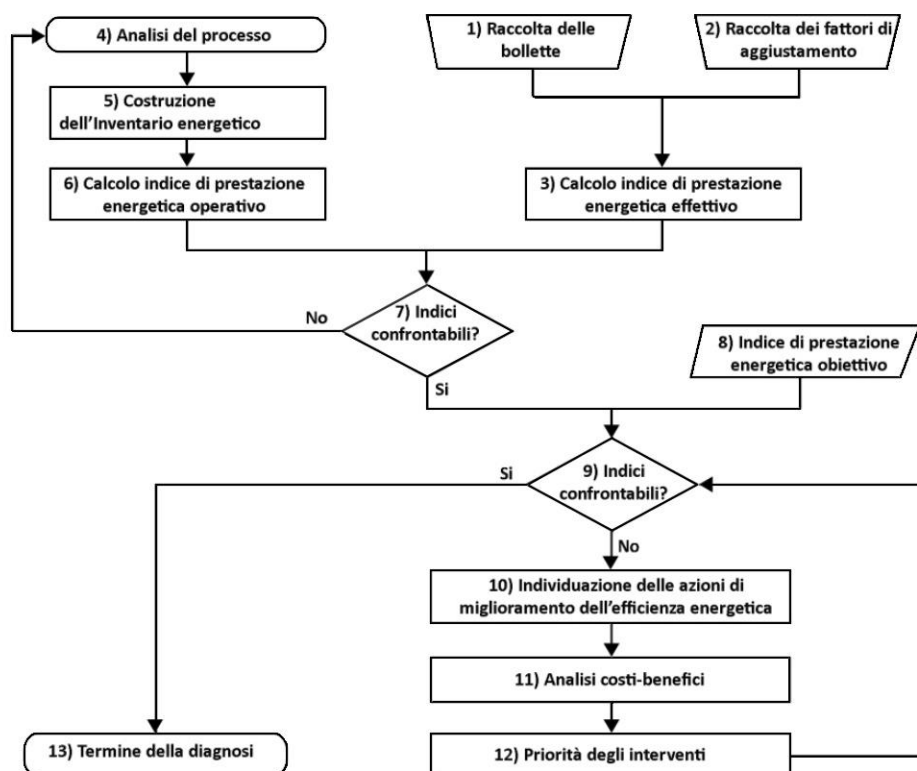 4) Analisi del processo
1) Raccolta delle
bollette
2) Raccolta dei fattori di
aggiustamento
5) Costruzione
dell'Inventario energetico
6) Calcolo indice di prestazione
energetica operativo
3) Calcolo indice di prestazione
energetica effettivo
7) Indici
confrontabili?
No
Si
8) Indice di prestazione
energetica obiettivo
9) Indici
confrontabili?
Si
No
10) Individuazione delle azioni di
miglioramento dell'efficienza energetica
11) Analisi costi-benefici
12) Priorità degli interventi
13) Termine della diagnosi